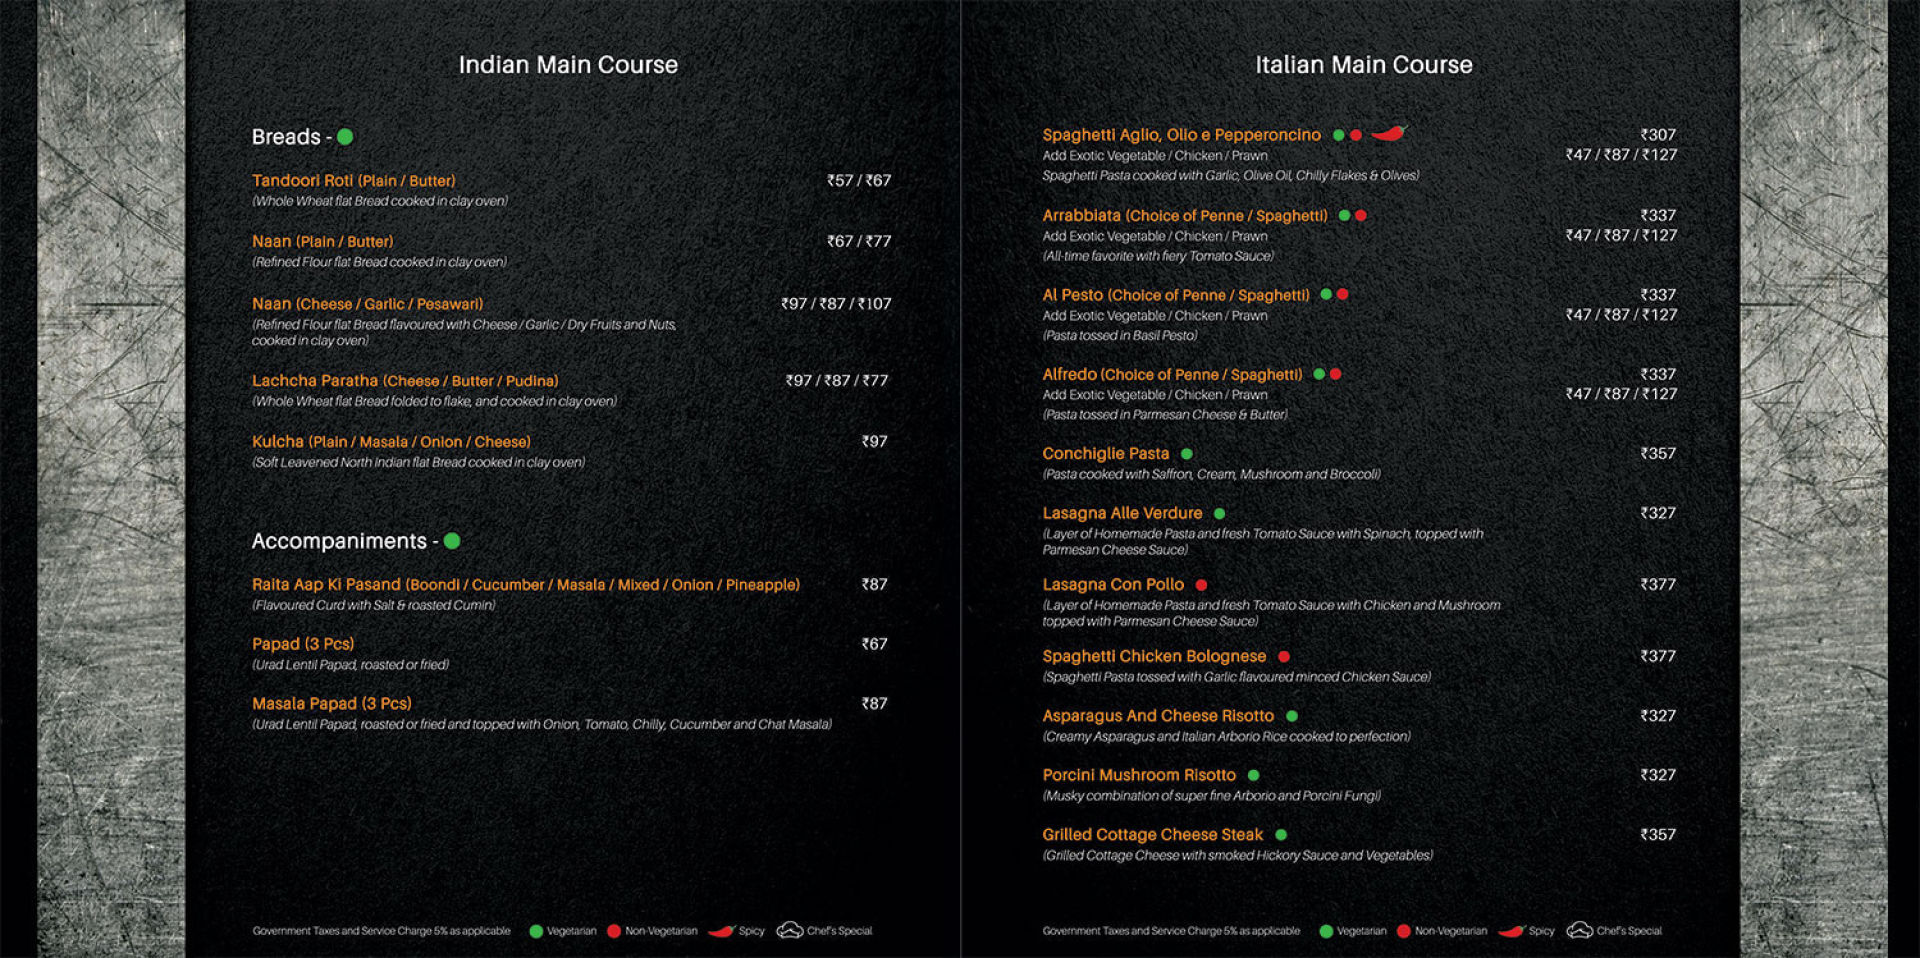 Indian Main Course
Breads -
Tandoori Roti (Plain / Butter) ₹57 / ₹67
(Whole Wheat flat Bread cooked in clay oven)
Naan (Plain / Butter) ₹67 / ₹77
(Refined Flour flat Bread cooked in clay oven)
Naan (Cheese / Garlic / Pesawari) ₹97 / ₹87 / ₹107
(Refined Flour flat Bread flavoured with Cheese / Garlic / Dry Fruits and Nuts,
cooked in clay oven)
Lachcha Paratha (Cheese / Butter / Pudina) ₹97 / ₹87 / ₹77
(Whole Wheat flat Bread folded to flake, and cooked in clay oven)
Kulcha (Plain / Masala / Onion / Cheese) ₹97
(Soft Leavened North Indian flat Bread cooked in clay oven)
Accompaniments -
Raita Aap Ki Pasand (Boondi / Cucumber / Masala / Mixed / Onion / Pineapple) ₹87
(Flavoured Curd with Salt & roasted Cumin)
Papad (3 Pcs) ₹67
(Urad Lentil Papad, roasted or fried)
Masala Papad (3 Pcs) ₹87
(Urad Lentil Papad, roasted or fried and topped with Onion, Tomato, Chilly, Cucumber and Chat Masala)
Government Taxes and Service Charge 5% as applicable Vegetarian Non-Vegetarian Spicy Chef's Special
Italian Main Course
Spaghetti Aglio, Olio e Pepperoncino ₹307
Add Exotic Vegetable / Chicken / Prawn ₹47 / ₹87 / ₹127
Spaghetti Pasta cooked with Garlic, Olive Oil, Chilly Flakes & Olives)
Arrabbiata (Choice of Penne / Spaghetti) ₹337
Add Exotic Vegetable / Chicken / Prawn ₹47 / ₹87 / ₹127
(All-time favorite with fiery Tomato Sauce)
Al Pesto (Choice of Penne / Spaghetti) ₹337
Add Exotic Vegetable / Chicken / Prawn ₹47 / ₹87 / ₹127
(Pasta tossed in Basil Pesto)
Alfredo (Choice of Penne / Spaghetti) ₹337
Add Exotic Vegetable / Chicken / Prawn ₹47 / ₹87 / ₹127
(Pasta tossed in Parmesan Cheese & Butter)
Conchiglie Pasta ₹357
(Pasta cooked with Saffron, Cream, Mushroom and Broccoli)
Lasagna Alle Verdure ₹327
(Layer of Homemade Pasta and fresh Tomato Sauce with Spinach, topped with
Parmesan Cheese Sauce)
Lasagna Con Pollo ₹377
(Layer of Homemade Pasta and fresh Tomato Sauce with Chicken and Mushroom
topped with Parmesan Cheese Sauce)
Spaghetti Chicken Bolognese ₹377
(Spaghetti Pasta tossed with Garlic flavoured minced Chicken Sauce)
Asparagus And Cheese Risotto ₹327
(Creamy Asparagus and Italian Arborio Rice cooked to perfection)
Porcini Mushroom Risotto ₹327
(Musky combination of super fine Arborio and Porcini Fungi)
Grilled Cottage Cheese Steak ₹357
(Grilled Cottage Cheese with smoked Hickory Sauce and Vegetables)
Government Taxes and Service Charge 5% as applicable Vegetarian Non-Vegetarian Spicy Chef's Special